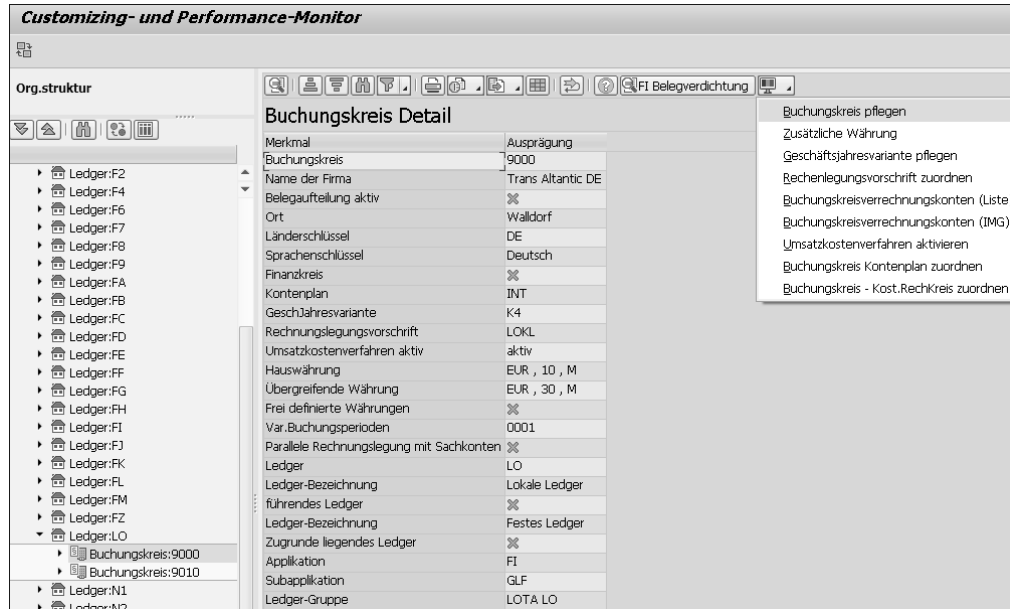 Customizing- und Performance-Monitor
Org.struktur
FI Belegverdichtung
Buchungskreis Detail
Merkmal Ausprägung
Buchungskreis 9000
Name der Firma Trans Altantic DE
Belegaufteilung aktiv
Ort Walldorf
Länderschlüssel DE
Sprachenschlüssel Deutsch
Finanzkreis
Kontenplan INT
GeschJahresvariante K4
Rechnungslegungsvorschrift LOKL
Umsatzkostenverfahren aktiv aktiv
Hauswährung EUR , 10 , M
Übergreifende Währung EUR , 30 , M
Frei definierte Währungen
Var.Buchungsperioden 0001
Parallele Rechnungslegung mit Sachkonten
Ledger LO
Ledger-Bezeichnung Lokale Ledger
führendes Ledger
Ledger-Bezeichnung Festes Ledger
Zugrunde liegendes Ledger
Applikation FI
Subapplikation GLF
Ledger-Gruppe LOTA LO
Buchungskreis pflegen
Zusätzliche Währung
Geschäftsjahresvariante pflegen
Rechenlegungsvorschrift zuordnen
Buchungskreisverrechnungskonten (Liste
Buchungskreisverrechnungskonten (IMG)
Umsatzkostenverfahren aktivieren
Buchungskreis Kontenplan zuordnen
Buchungskreis - Kost.RechKreis zuordnen
Ledger:F2
Ledger:F4
Ledger:F6
Ledger:F7
Ledger:F8
Ledger:F9
Ledger:FA
Ledger:FB
Ledger:FC
Ledger:FD
Ledger:FE
Ledger:FF
Ledger:FG
Ledger:FH
Ledger:FI
Ledger:FJ
Ledger:FK
Ledger:FL
Ledger:FM
Ledger:FZ
Ledger:LO
Buchungskreis:9000
Buchungskreis:9010
Ledger:N1
Ledger:N2